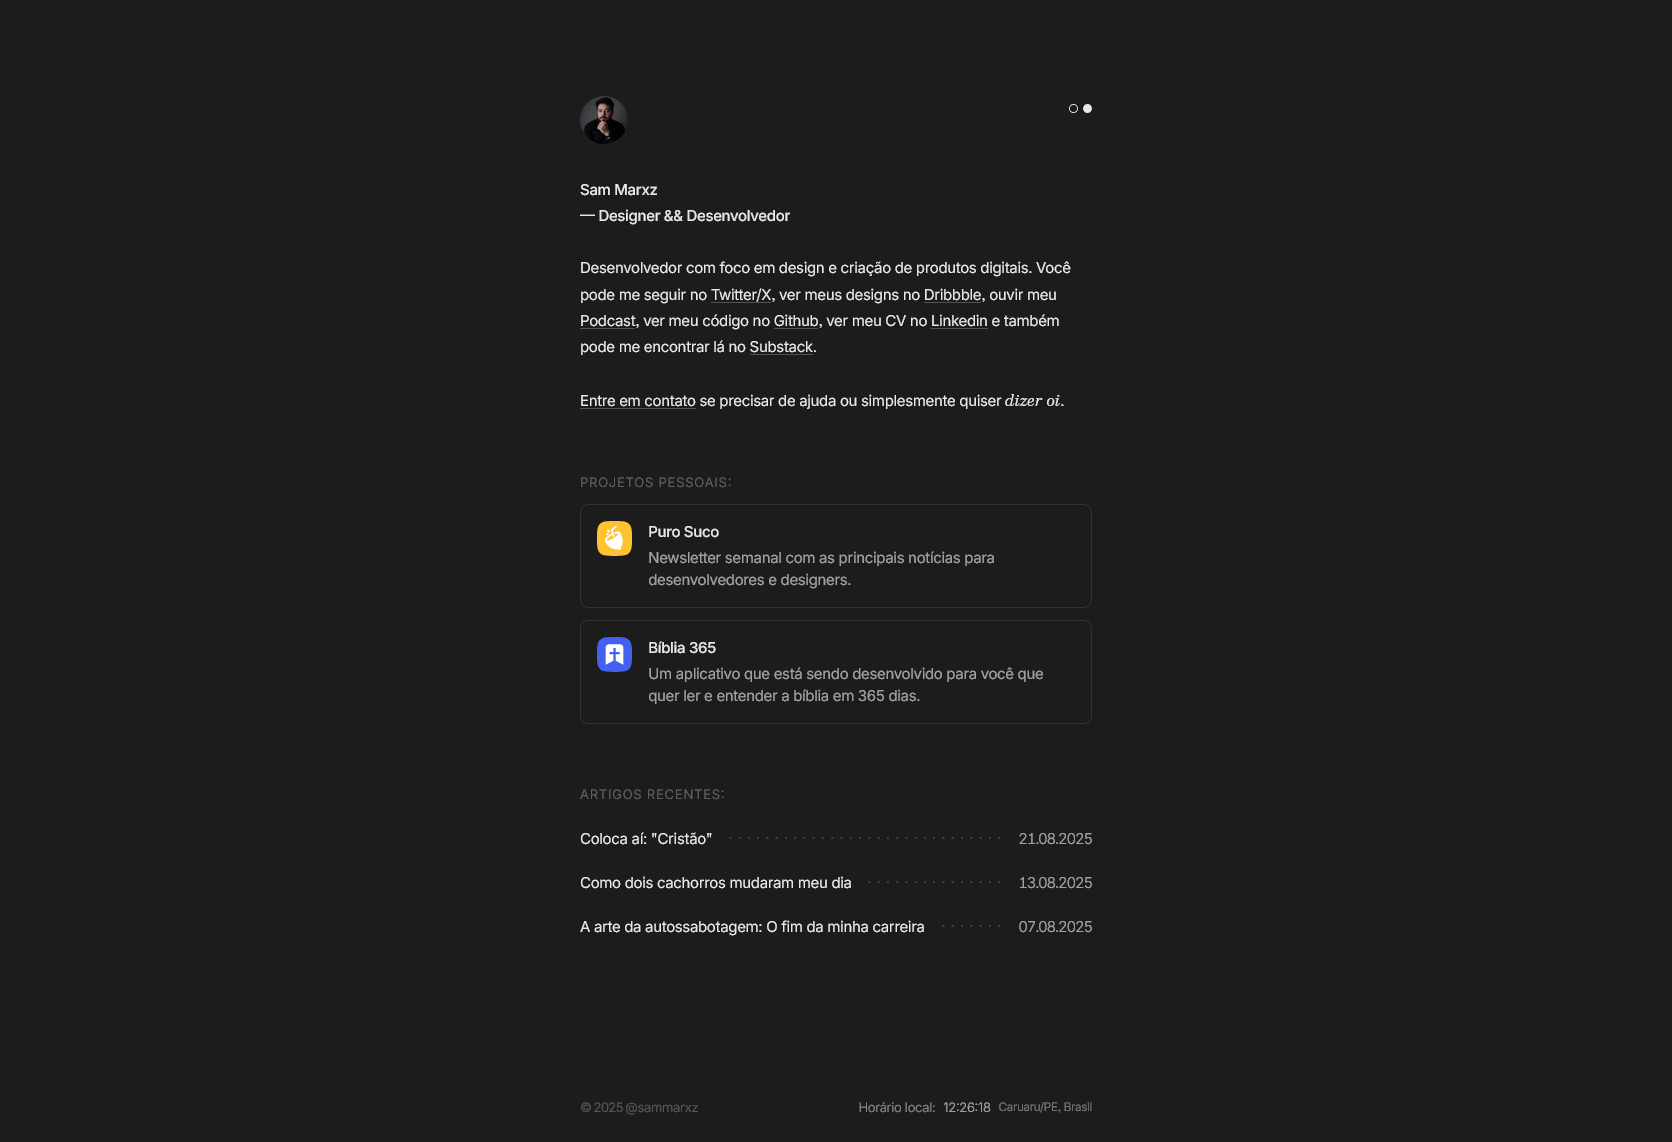 Sam Marxz
— Designer && Desenvolvedor
Desenvolvedor com foco em design e criação de produtos digitais. Você
pode me seguir no Twitter/X, ver meus designs no Dribbble, ouvir meu
Podcast, ver meu código no Github, ver meu CV no Linkedin e também
pode me encontrar lá no Substack.
Entre em contato se precisar de ajuda ou simplesmente quiser dizer oi.
PROJETOS PESSOAIS:
Puro Suco
Newsletter semanal com as principais notícias para
desenvolvedores e designers.
Bíblia 365
Um aplicativo que está sendo desenvolvido para você que
quer ler e entender a bíblia em 365 dias.
ARTIGOS RECENTES:
Coloca aí: "Cristão" 21.08.2025
Como dois cachorros mudaram meu dia 13.08.2025
A arte da autossabotagem: O fim da minha carreira 07.08.2025
© 2025 @sammarxz Horário local: 12:26:18 Caruaru/PE, Brasil